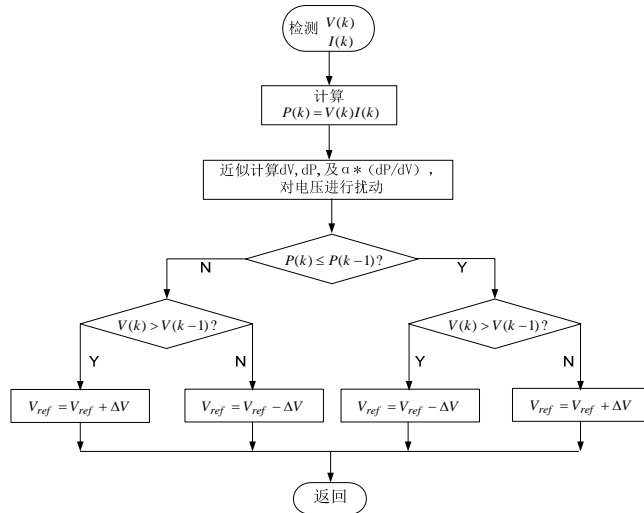 检测 V(k)
I(k)
计算
P(k)=V(k)I(k)
近似计算dV,dP,及α*（dP/dV），
对电压进行扰动
P(k)≤P(k−1)?
N
Y
V(k)>V(k−1)?
V(k)>V(k−1)?
Y
N
Y
N
V_ref=V_ref+ΔV
V_ref=V_ref−ΔV
V_ref=V_ref−ΔV
V_ref=V_ref+ΔV
返回